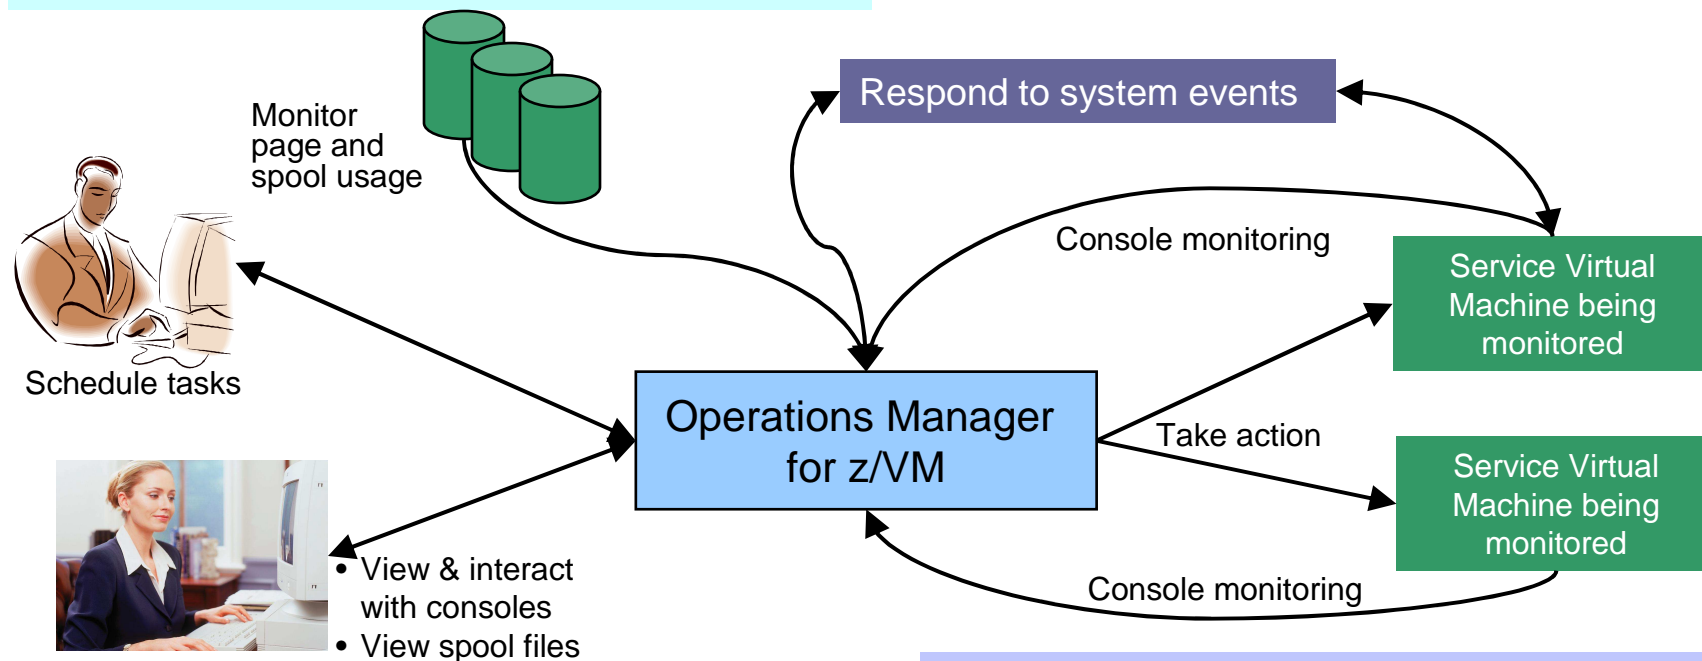 Monitor
page and
spool usage
Respond to system events
Console monitoring
Service Virtual
Machine being
monitored
Schedule tasks
Operations Manager
for z/VM
Take action
Service Virtual
Machine being
monitored
• View & interact
with consoles
• View spool files
Console monitoring